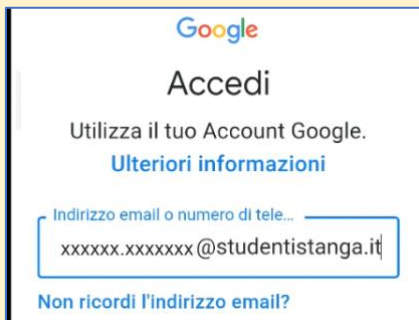 Google
Accedi
Utilizza il tuo Account Google.
Ulteriori informazioni
Indirizzo email o numero di tele...
xxxxxx.xxxxxxx@studentistanga.it
Non ricordi l'indirizzo email?